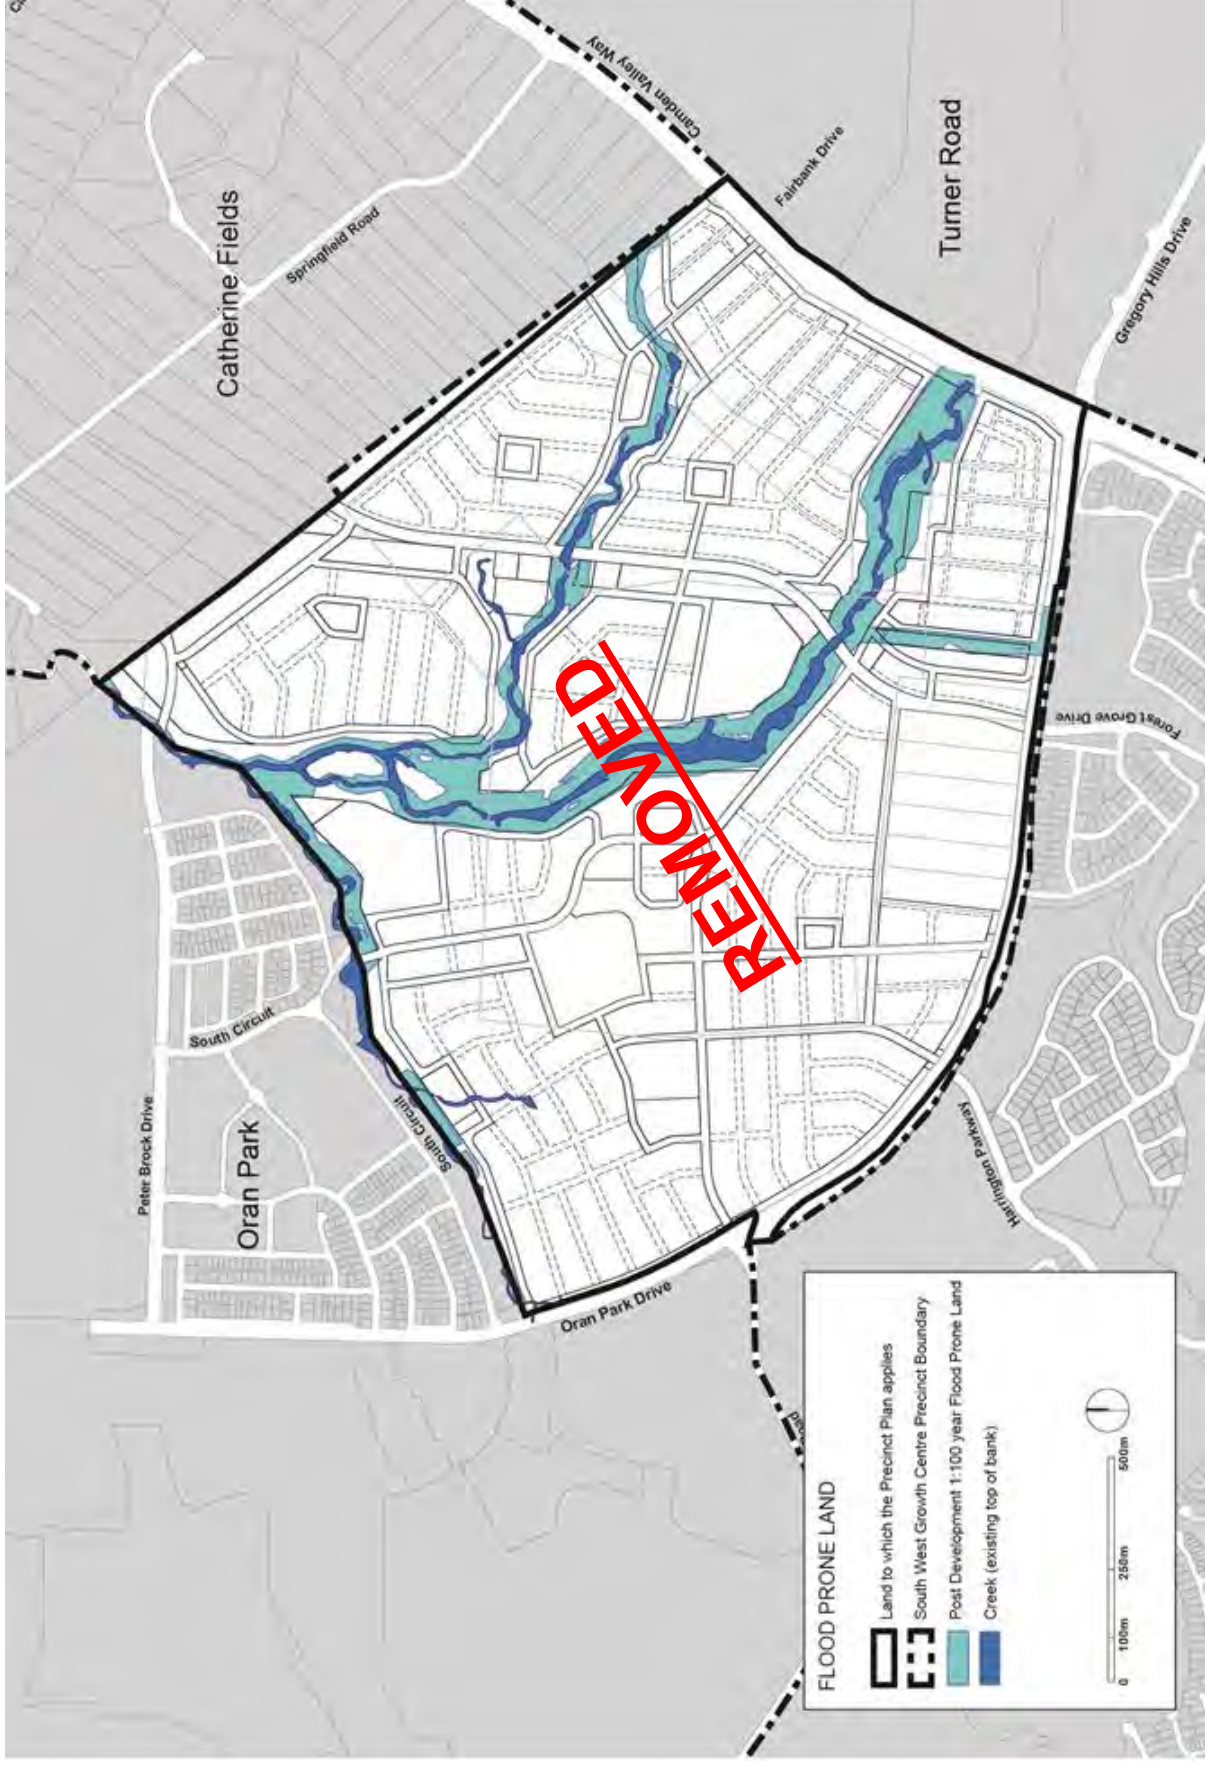 Camden Valley Way
Catherine Fields
Springfield Road
Fairbank Drive
Turner Road
Gregory Hills Drive
Forest Grove Drive
REMOVED
South Circuit
Peter Brock Drive
Oran Park
South Circuit
Harrington Parkway
Oran Park Drive
FLOOD PRONE LAND
Land to which the Precinct Plan applies
South West Growth Centre Precinct Boundary
Post Development 1:100 year Flood Prone Land
Creek (existing top of bank)
0 100m 250m 500m